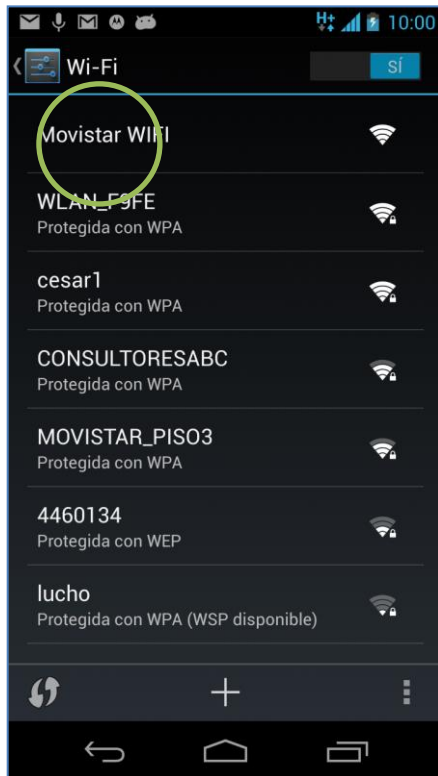 H+ 10:00
Wi-Fi SÍ
Movistar WIFI
WLAN_F9FE
Protegida con WPA
cesar1
Protegida con WPA
CONSULTORESABC
Protegida con WPA
MOVISTAR_PISO3
Protegida con WPA
4460134
Protegida con WEP
lucho
Protegida con WPA (WSP disponible)